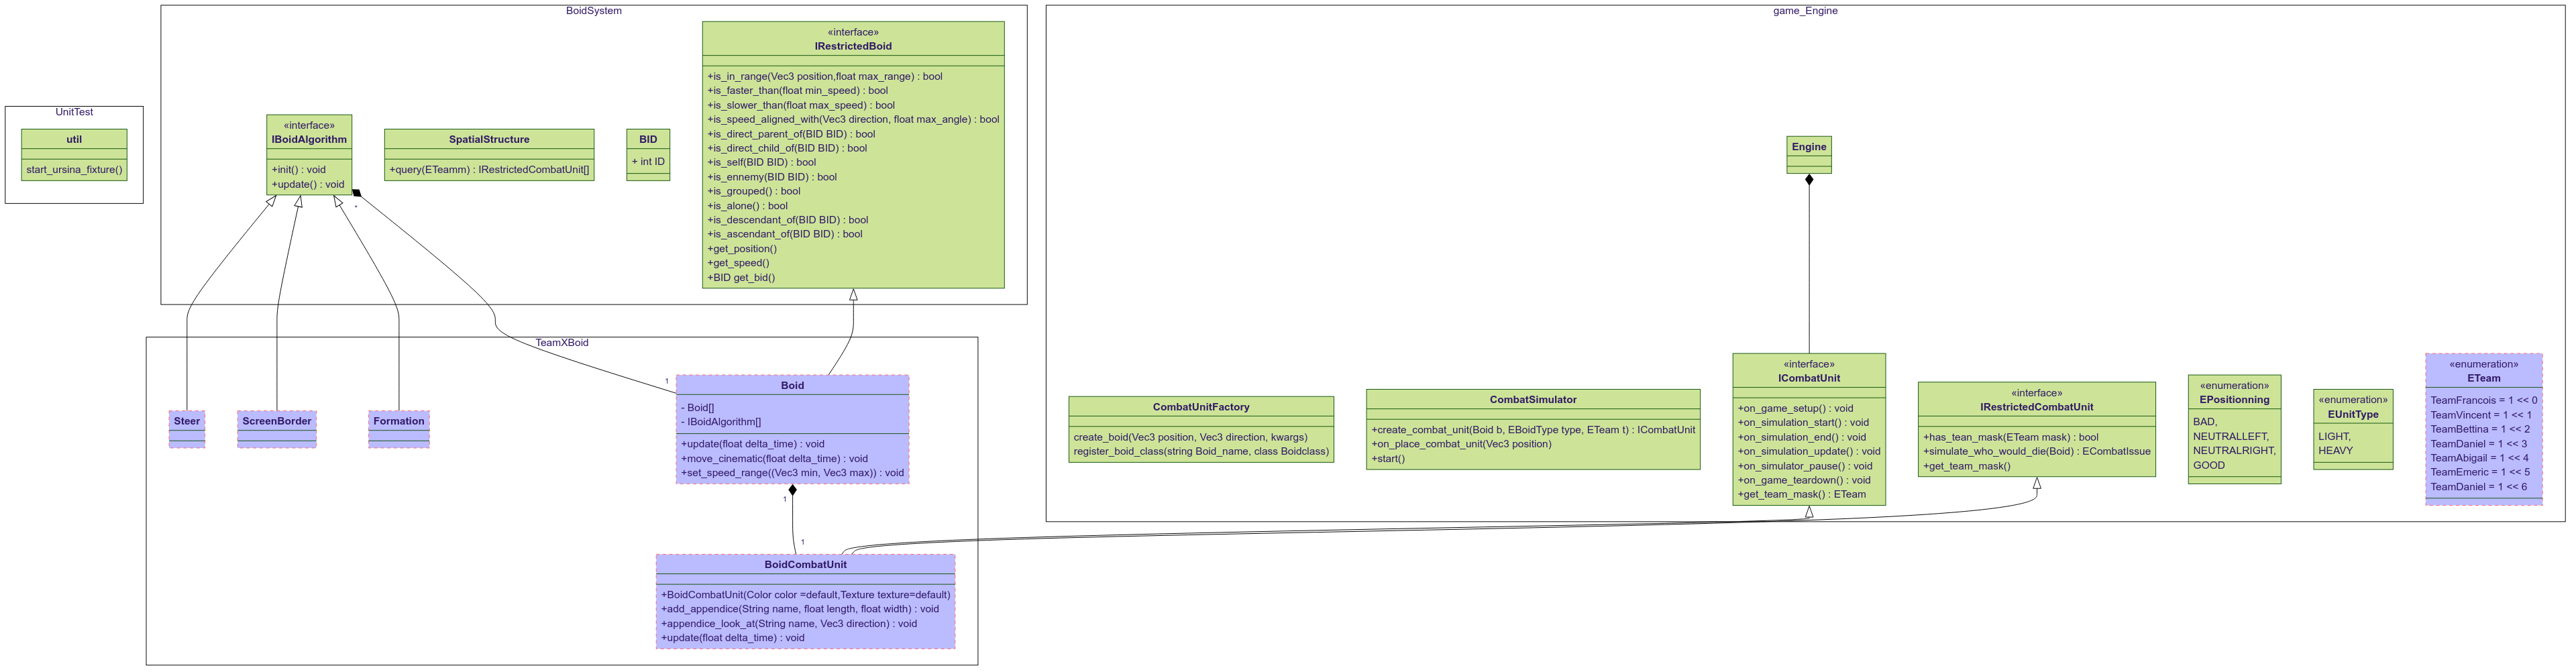 UnitTest
util
start_ursina_fixture()
BoidSystem
«interface»
IBoidAlgorithm
+init() : void
+update() : void
*
SpatialStructure
+query(ETeamm) : IRestrictedCombatUnit[]
BID
+ int ID
«interface»
IRestrictedBoid
+is_in_range(Vec3 position,float max_range) : bool
+is_faster_than(float min_speed) : bool
+is_slower_than(float max_speed) : bool
+is_speed_aligned_with(Vec3 direction, float max_angle) : bool
+is_direct_parent_of(BID BID) : bool
+is_direct_child_of(BID BID) : bool
+is_self(BID BID) : bool
+is_ennemy(BID BID) : bool
+is_grouped() : bool
+is_alone() : bool
+is_descendant_of(BID BID) : bool
+is_ascendant_of(BID BID) : bool
+get_position()
+get_speed()
+BID get_bid()
TeamXBoid
Steer
ScreenBorder
Formation
1
Boid
- Boid[]
- IBoidAlgorithm[]
+update(float delta_time) : void
+move_cinematic(float delta_time) : void
+set_speed_range((Vec3 min, Vec3 max)) : void
1
1
BoidCombatUnit
+BoidCombatUnit(Color color =default,Texture texture=default)
+add_appendice(String name, float length, float width) : void
+appendice_look_at(String name, Vec3 direction) : void
+update(float delta_time) : void
game_Engine
Engine
CombatUnitFactory
create_boid(Vec3 position, Vec3 direction, kwargs)
register_boid_class(string Boid_name, class Boidclass)
CombatSimulator
+create_combat_unit(Boid b, EBoidType type, ETeam t) : ICombatUnit
+on_place_combat_unit(Vec3 position)
+start()
«interface»
ICombatUnit
+on_game_setup() : void
+on_simulation_start() : void
+on_simulation_end() : void
+on_simulation_update() : void
+on_simulator_pause() : void
+on_game_teardown() : void
+get_team_mask() : ETeam
«interface»
IRestrictedCombatUnit
+has_tean_mask(ETeam mask) : bool
+simulate_who_would_die(Boid) : ECombatIssue
+get_team_mask()
«enumeration»
EPositionning
BAD,
NEUTRALLEFT,
NEUTRALRIGHT,
GOOD
«enumeration»
EUnitType
LIGHT,
HEAVY
«enumeration»
ETeam
TeamFrancois = 1 << 0
TeamVincent = 1 << 1
TeamBettina = 1 << 2
TeamDaniel = 1 << 3
TeamAbigail = 1 << 4
TeamEmeric = 1 << 5
TeamDaniel = 1 << 6